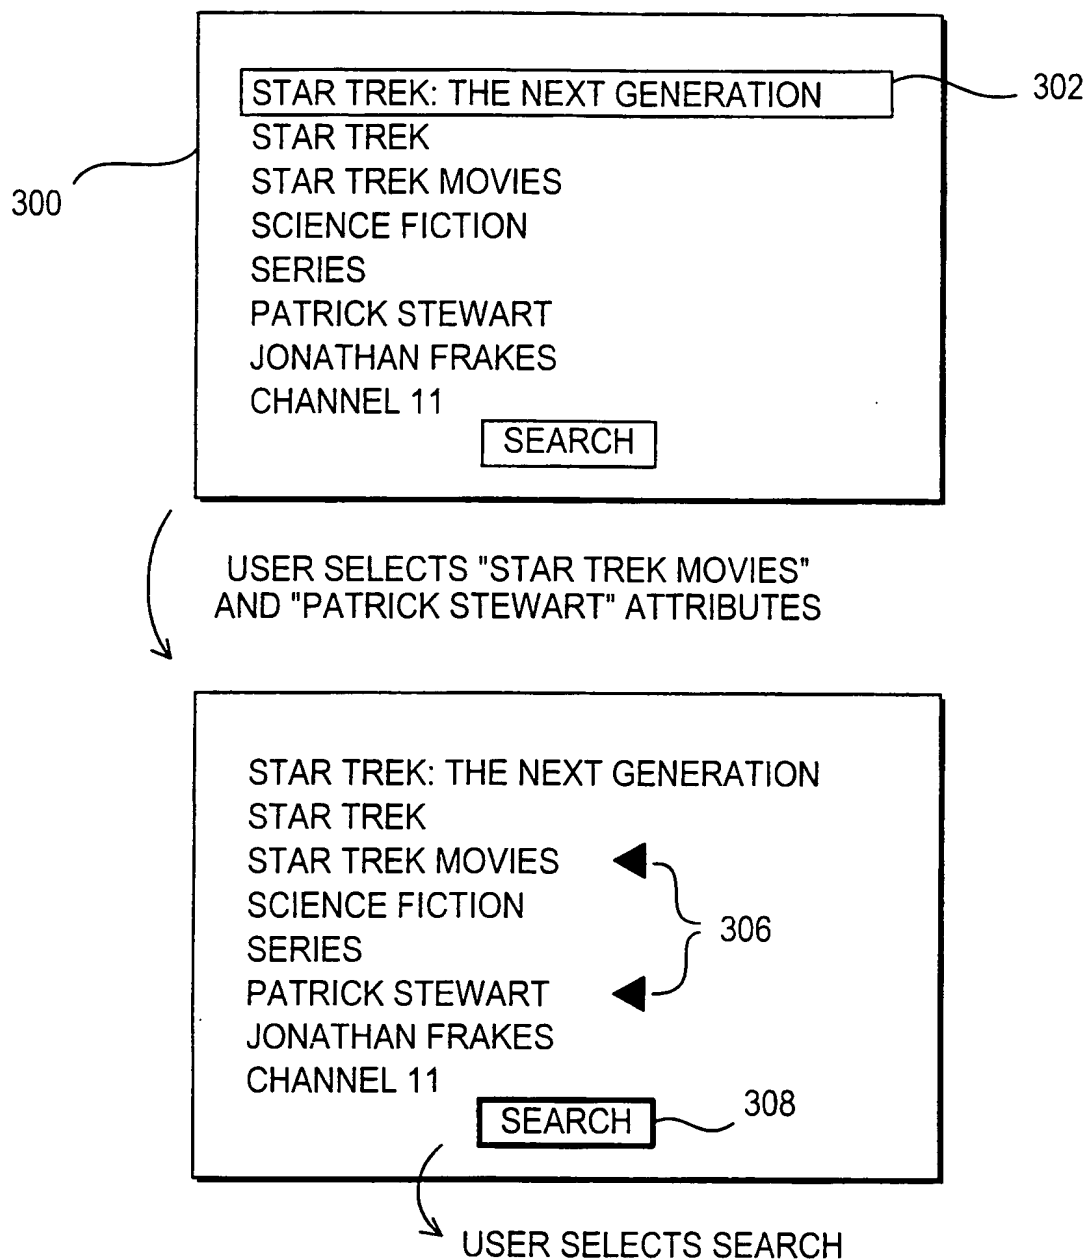 STAR TREK: THE NEXT GENERATION
302
STAR TREK
STAR TREK MOVIES
300
SCIENCE FICTION
SERIES
PATRICK STEWART
JONATHAN FRAKES
CHANNEL 11
SEARCH
USER SELECTS "STAR TREK MOVIES"
AND "PATRICK STEWART" ATTRIBUTES
STAR TREK: THE NEXT GENERATION
STAR TREK
STAR TREK MOVIES
SCIENCE FICTION
306
SERIES
PATRICK STEWART
JONATHAN FRAKES
CHANNEL 11
SEARCH
308
USER SELECTS SEARCH